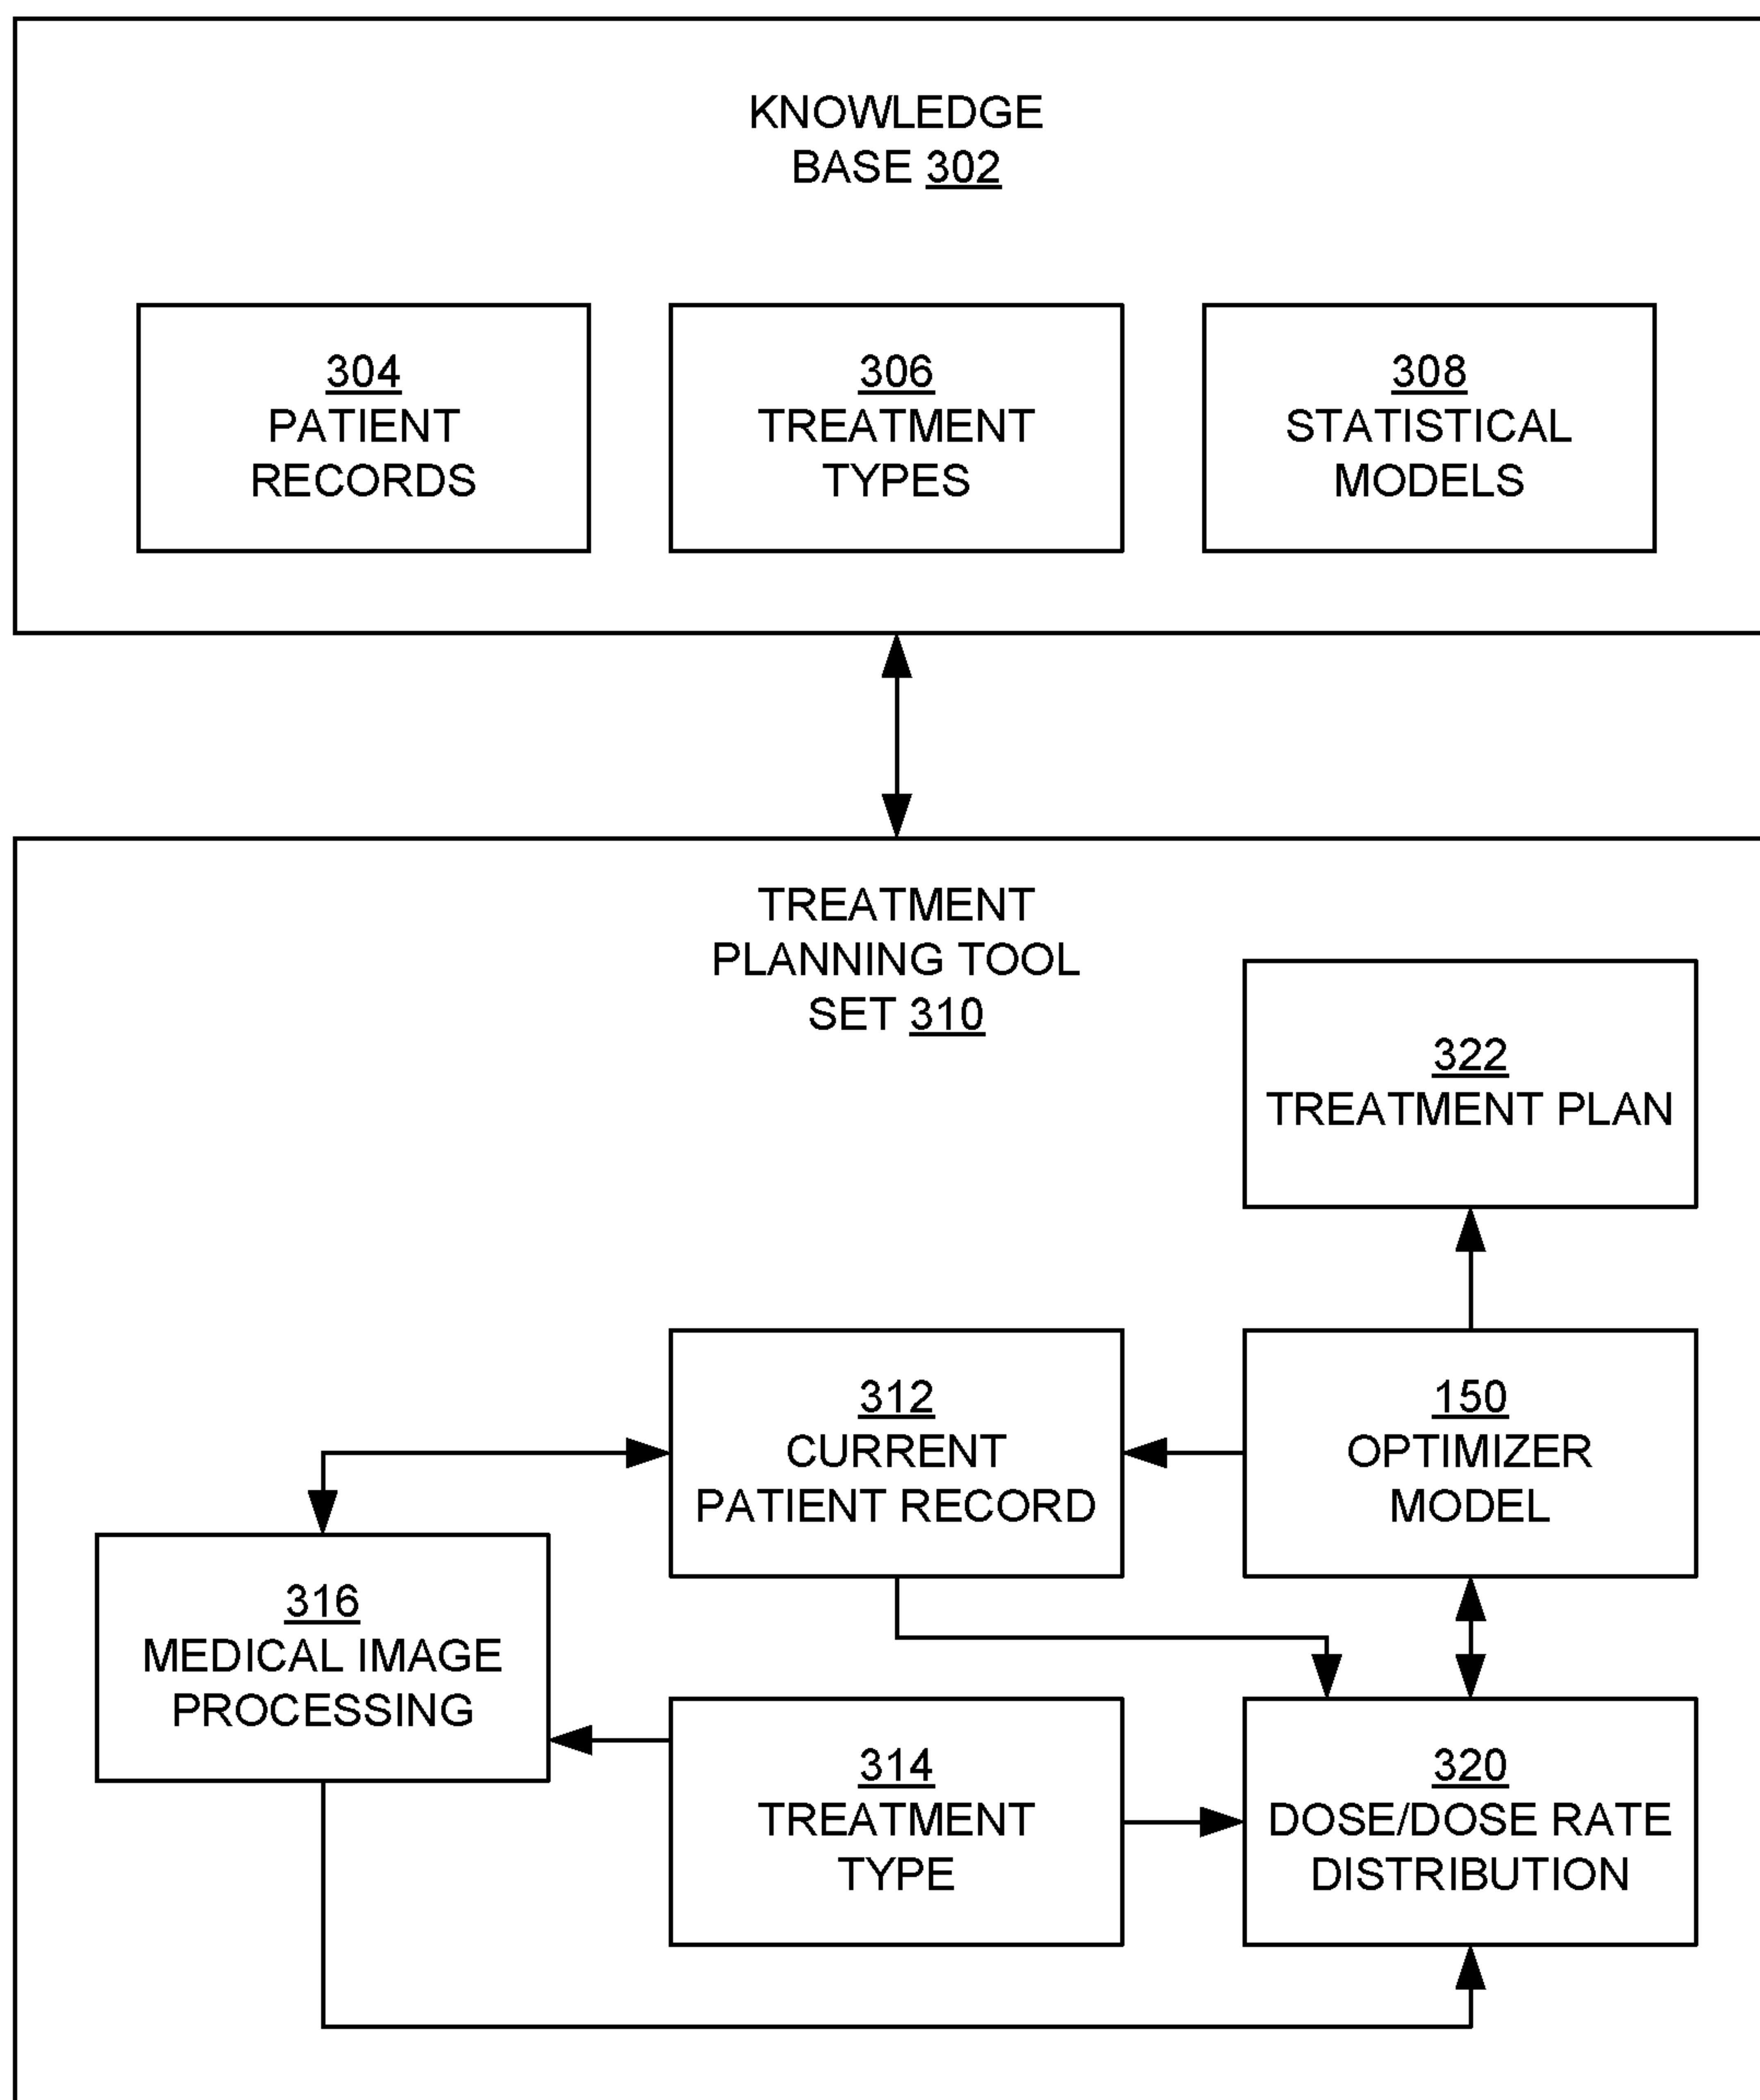 KNOWLEDGE
BASE 302
304
PATIENT
RECORDS
306
TREATMENT
TYPES
308
STATISTICAL
MODELS
TREATMENT
PLANNING TOOL
SET 310
322
TREATMENT PLAN
312
CURRENT
PATIENT RECORD
150
OPTIMIZER
MODEL
316
MEDICAL IMAGE
PROCESSING
314
TREATMENT
TYPE
320
DOSE/DOSE RATE
DISTRIBUTION